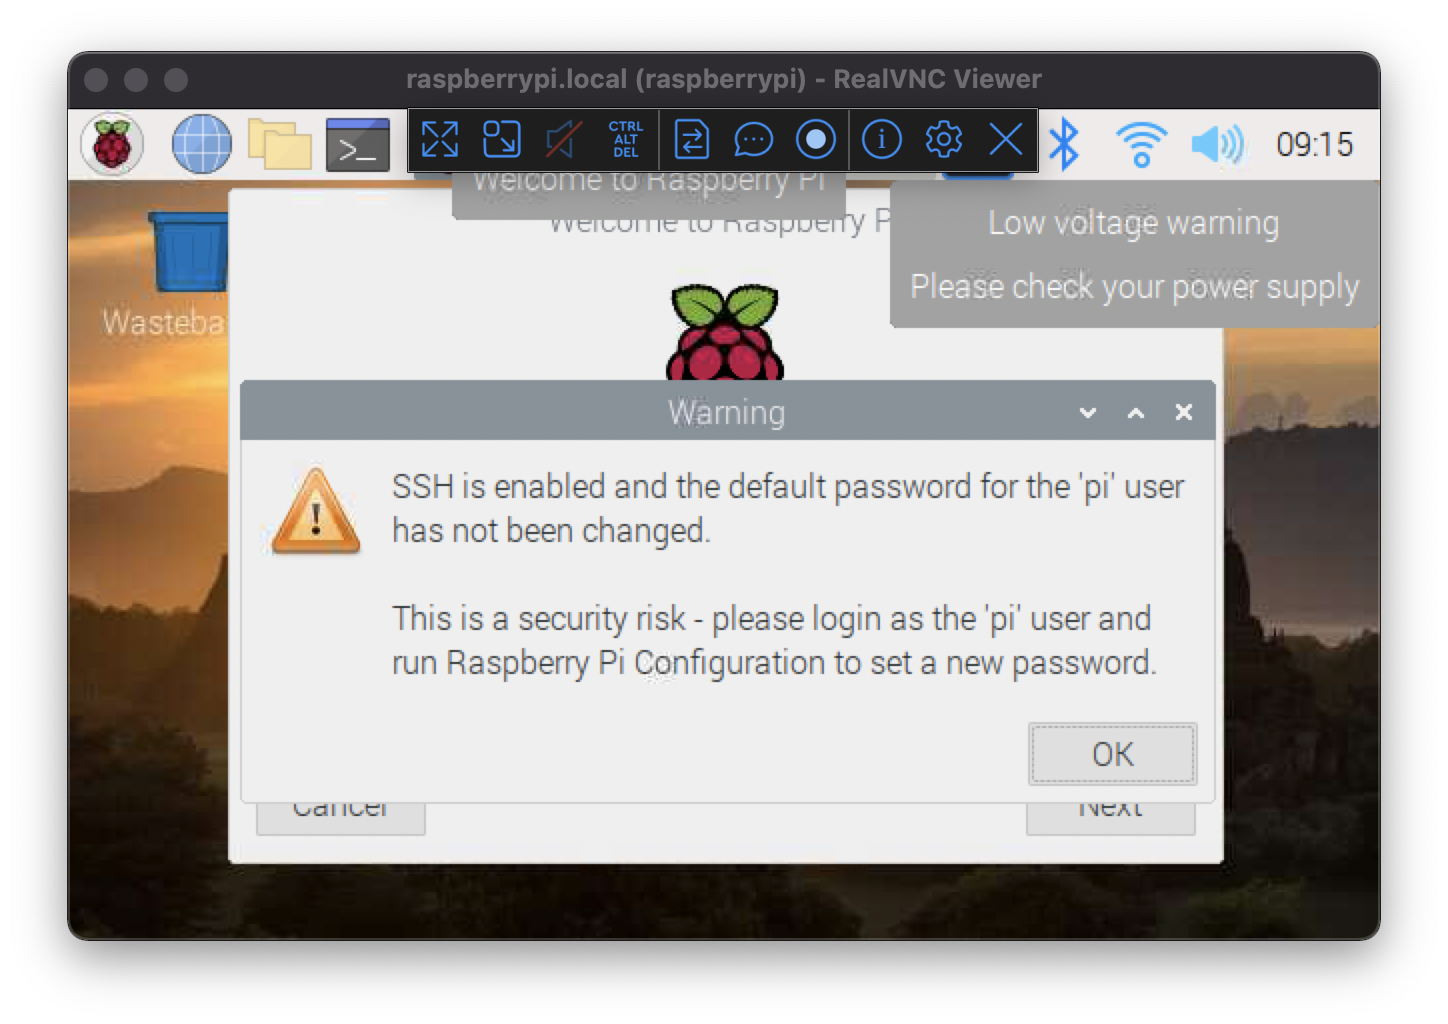 raspberrypi.local (raspberrypi) - RealVNC Viewer
>_
CTRL
ALT
DEL
09:15
Welcome to Raspberry Pi
Welcome to Raspberry P
Low voltage warning
Please check your power supply
Wasteba
Warning
SSH is enabled and the default password for the 'pi' user
has not been changed.
This is a security risk - please login as the 'pi' user and
run Raspberry Pi Configuration to set a new password.
OK
Cancel
Next